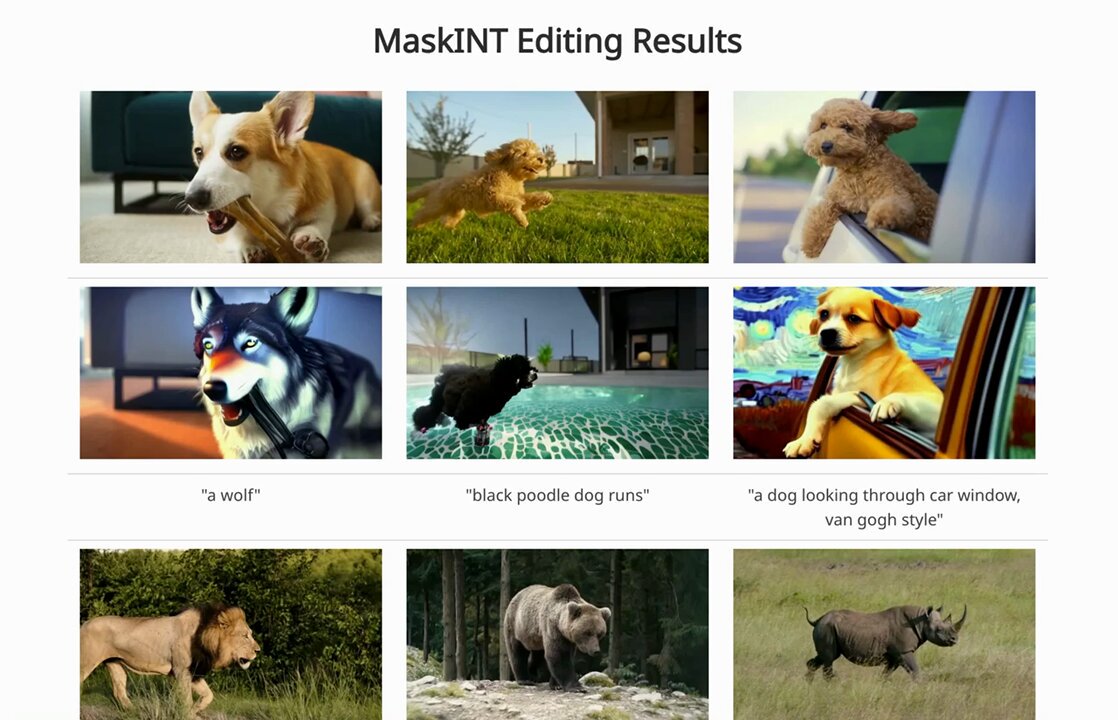 MaskINT Editing Results
"a wolf"
"black poodle dog runs"
"a dog looking through car window,
van gogh style"